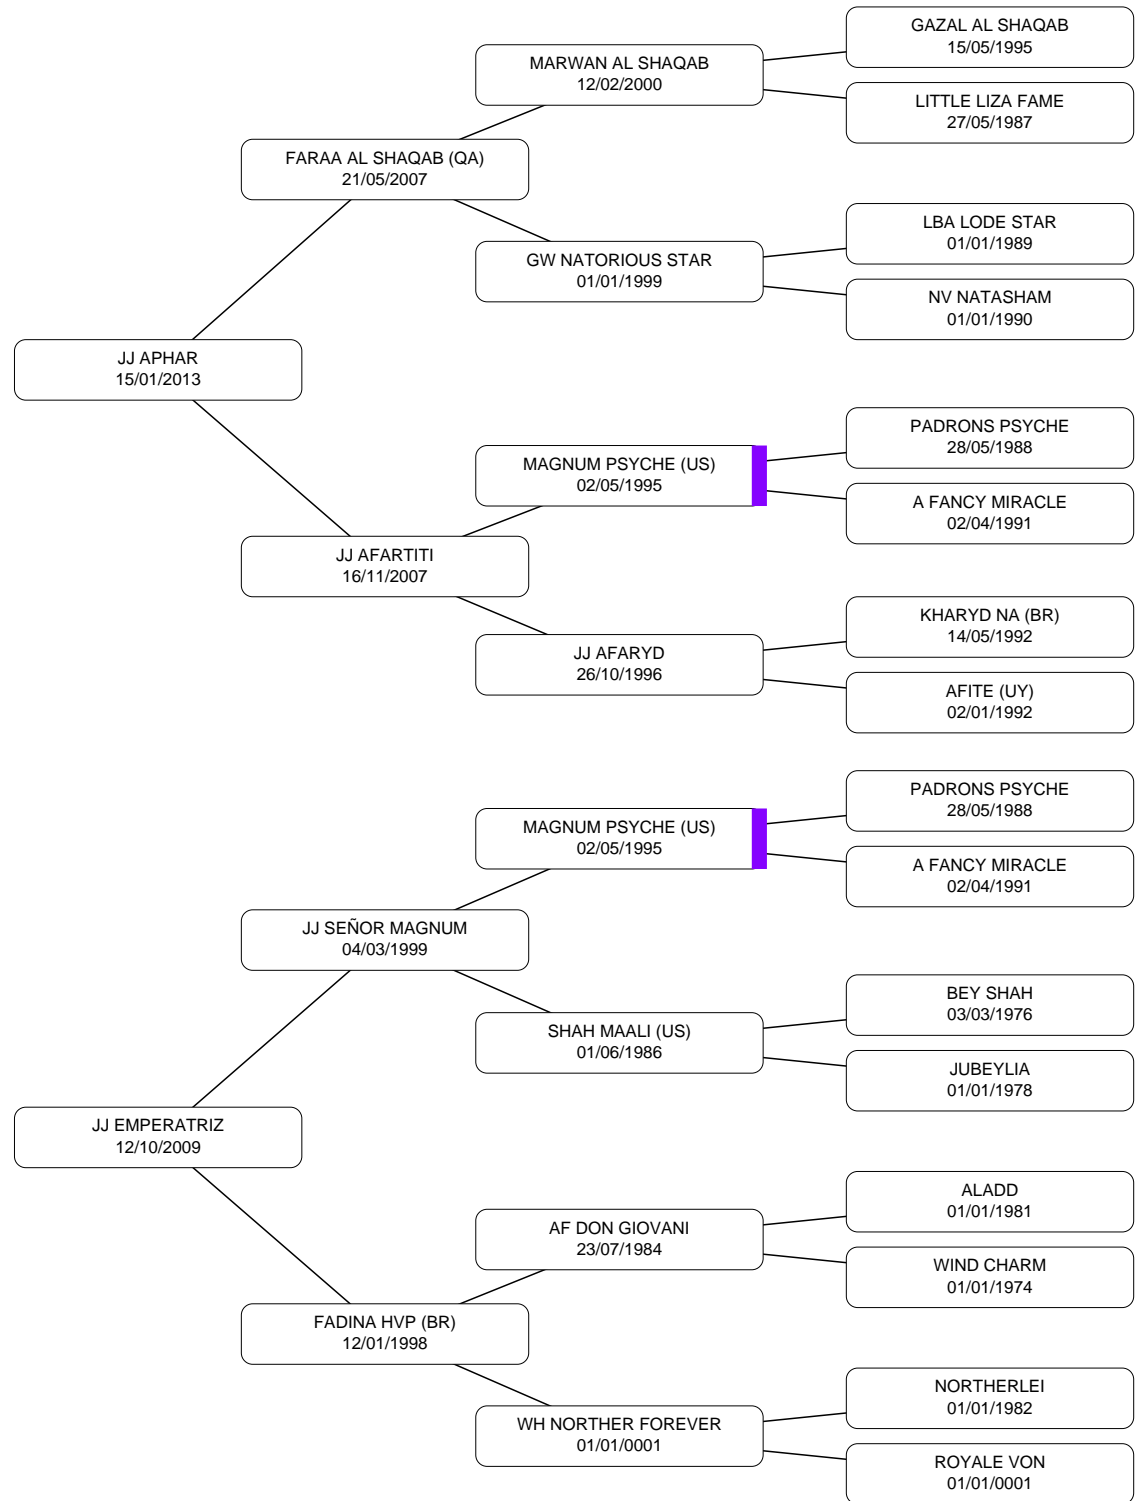 GAZAL AL SHAQAB
15/05/1995
MARWAN AL SHAQAB
12/02/2000
LITTLE LIZA FAME
27/05/1987
FARAA AL SHAQAB (QA)
21/05/2007
LBA LODE STAR
01/01/1989
GW NATORIOUS STAR
01/01/1999
NV NATASHAM
01/01/1990
JJ APHAR
15/01/2013
PADRONS PSYCHE
28/05/1988
MAGNUM PSYCHE (US)
02/05/1995
A FANCY MIRACLE
02/04/1991
JJ AFARTITI
16/11/2007
KHARYD NA (BR)
14/05/1992
JJ AFARYD
26/10/1996
AFITE (UY)
02/01/1992
PADRONS PSYCHE
28/05/1988
MAGNUM PSYCHE (US)
02/05/1995
A FANCY MIRACLE
02/04/1991
JJ SEÑOR MAGNUM
04/03/1999
BEY SHAH
03/03/1976
SHAH MAALI (US)
01/06/1986
JUBEYLIA
01/01/1978
JJ EMPERATRIZ
12/10/2009
ALADD
01/01/1981
AF DON GIOVANI
23/07/1984
WIND CHARM
01/01/1974
FADINA HVP (BR)
12/01/1998
NORTHERLEI
01/01/1982
WH NORTHER FOREVER
01/01/0001
ROYALE VON
01/01/0001